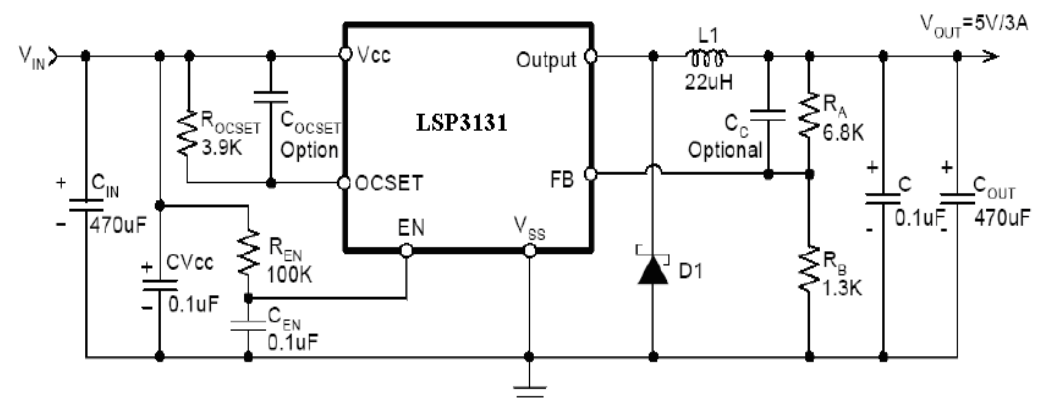 V_OUT=5V/3A
V_IN
Vcc
Output
L1
22uH
R_OCSET
3.9K
C_OCSET
Option
LSP3131
C_C
Optional
R_A
6.8K
OCSET
FB
C_IN
470uF
EN
V_SS
C
0.1uF
C_OUT
470uF
R_EN
100K
CVcc
0.1uF
D1
R_B
1.3K
C_EN
0.1uF